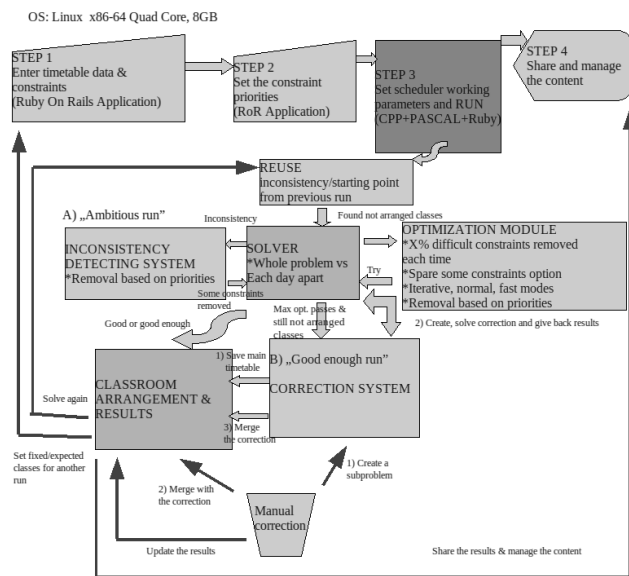 OS: Linux  x86-64 Quad Core, 8GB
STEP 1
Enter timetable data &
constraints
(Ruby On Rails Application)
STEP 2
Set the constraint
priorities
(RoR Application)
STEP 3
Set scheduler working
parameters and RUN
(CPP+PASCAL+Ruby)
STEP 4
Share and manage
the content
REUSE
inconsistency/starting point
from previous run
A) „Ambitious run”
Inconsistency
Found not arranged classes
INCONSISTENCY
DETECTING SYSTEM
*Removal based on priorities
SOLVER
*Whole problem vs
Each day apart
OPTIMIZATION MODULE
*X% difficult constraints removed
each time
*Spare some constraints option
*Iterative, normal, fast modes
*Removal based on priorities
Try
Some constraints
removed
Good or good enough
Max opt. passes &
still not arranged
classes
2) Create, solve correction and give back results
CLASSROOM
ARRANGEMENT &
RESULTS
1) Save main
timetable
B) „Good enough run”
CORRECTION SYSTEM
3) Merge
the correction
Solve again
Set fixed/expected
classes for another
run
1) Create a
subproblem
2) Merge with
the correction
Manual
correction
Update the results
Share the results & manage the content